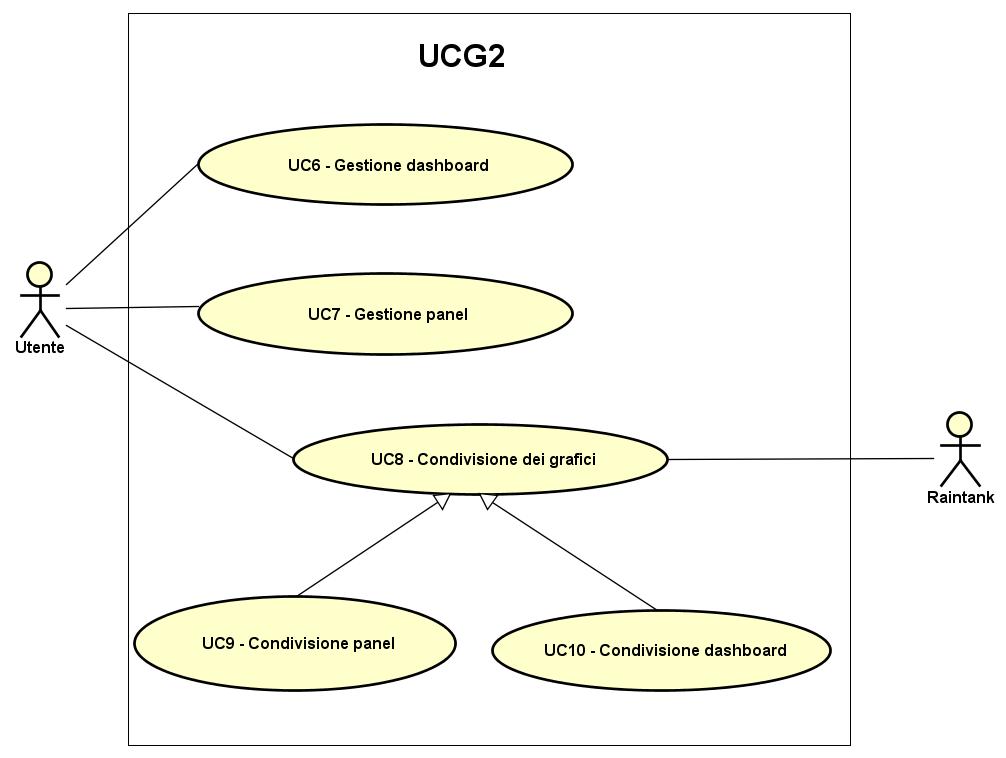 UCG2
UC6 - Gestione dashboard
UC7 - Gestione panel
Utente
UC8 - Condivisione dei grafici
Raintank
UC9 - Condivisione panel
UC10 - Condivisione dashboard